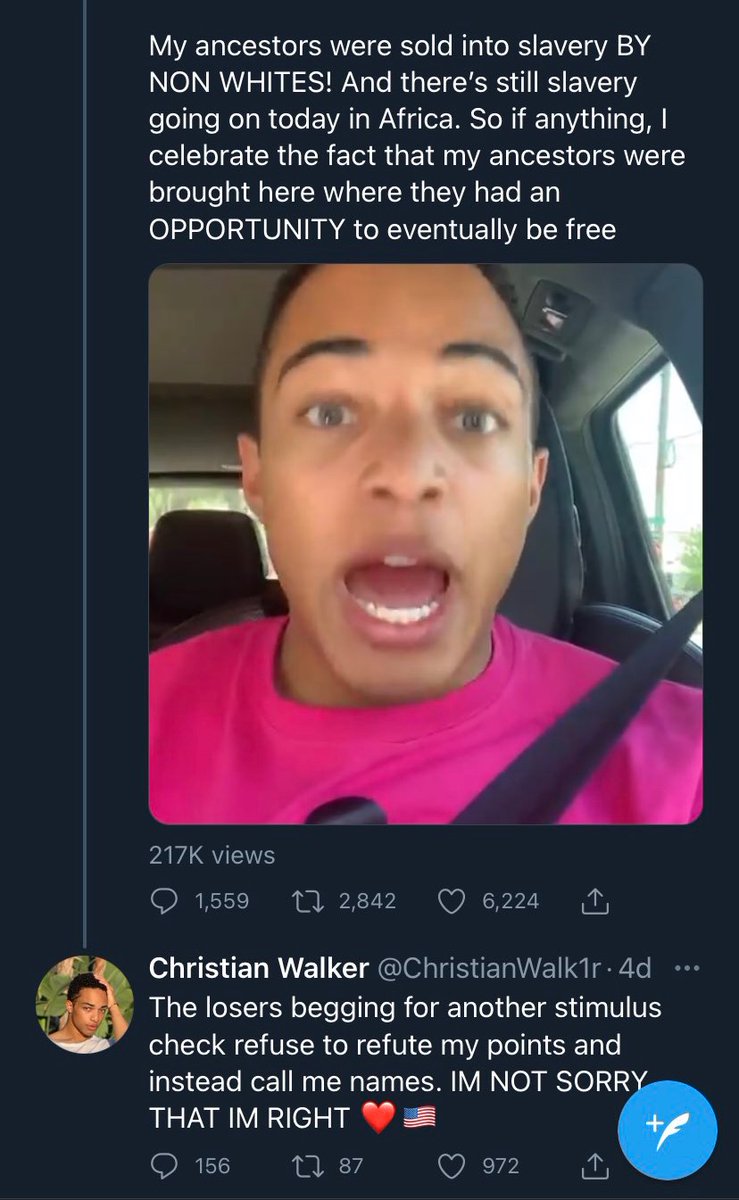 My ancestors were sold into slavery BY
NON WHITES! And there’s still slavery
going on today in Africa. So if anything, I
celebrate the fact that my ancestors were
brought here where they had an
OPPORTUNITY to eventually be free
217K views
1,559 2,842 6,224
Christian Walker @ChristianWalk1r · 4d
The losers begging for another stimulus
check refuse to refute my points and
instead call me names. IM NOT SORRY
THAT IM RIGHT ❤️ 🇺🇸
156 87 972